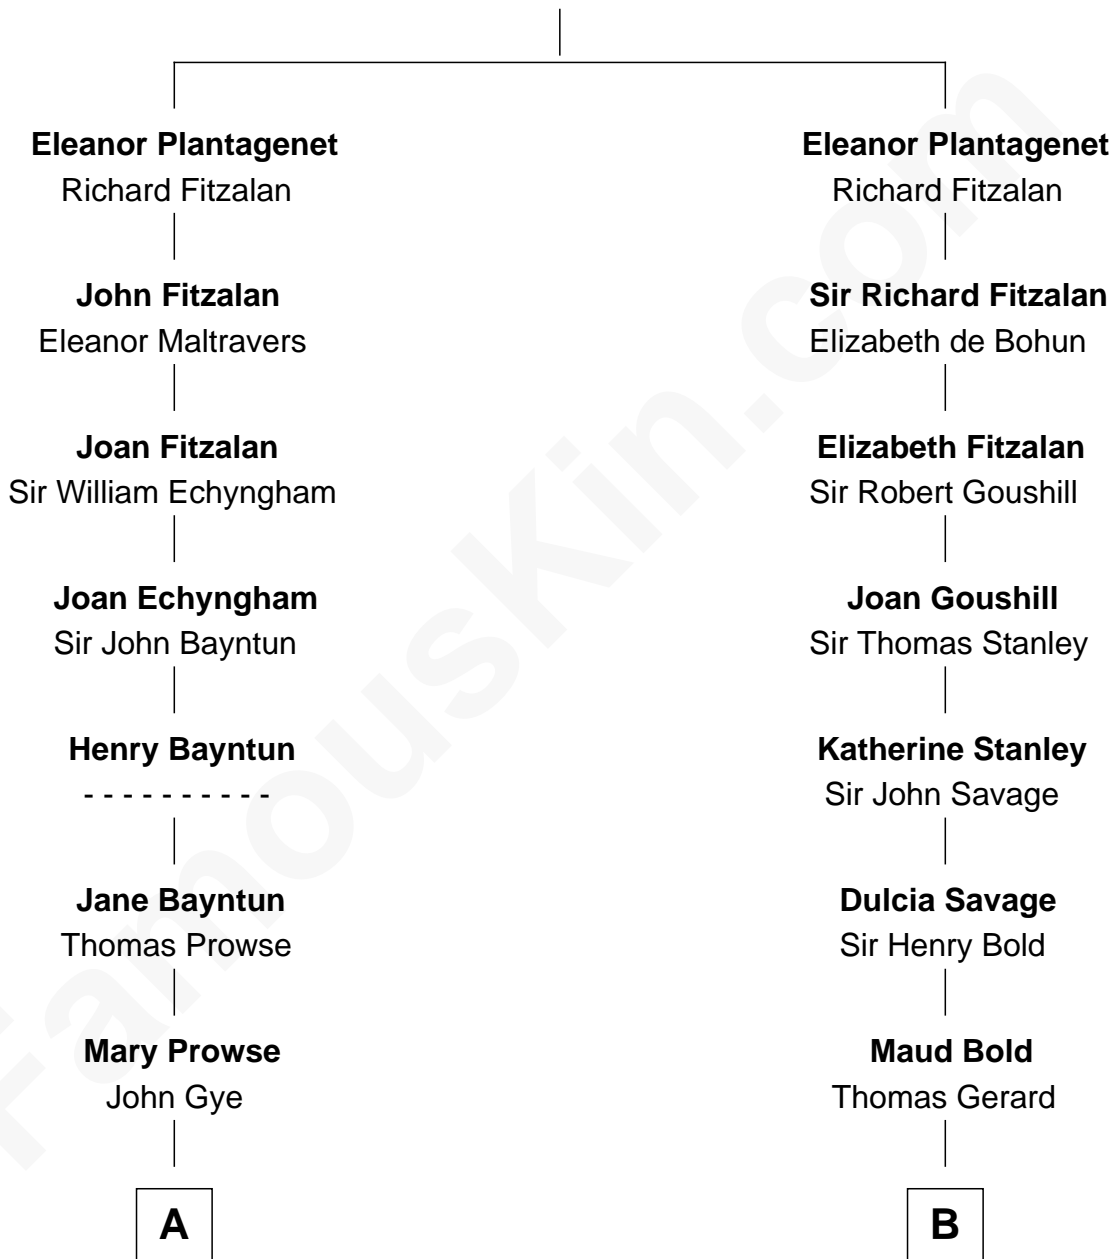 Eleanor Plantagenet
Richard Fitzalan
John Fitzalan
Eleanor Maltravers
Joan Fitzalan
Sir William Echyngham
Joan Echyngham
Sir John Bayntun
Henry Bayntun
- - - - - - - - - -
Jane Bayntun
Thomas Prowse
Mary Prowse
John Gye
A
Eleanor Plantagenet
Richard Fitzalan
Sir Richard Fitzalan
Elizabeth de Bohun
Elizabeth Fitzalan
Sir Robert Goushill
Joan Goushill
Sir Thomas Stanley
Katherine Stanley
Sir John Savage
Dulcia Savage
Sir Henry Bold
Maud Bold
Thomas Gerard
B
FamousKin.com